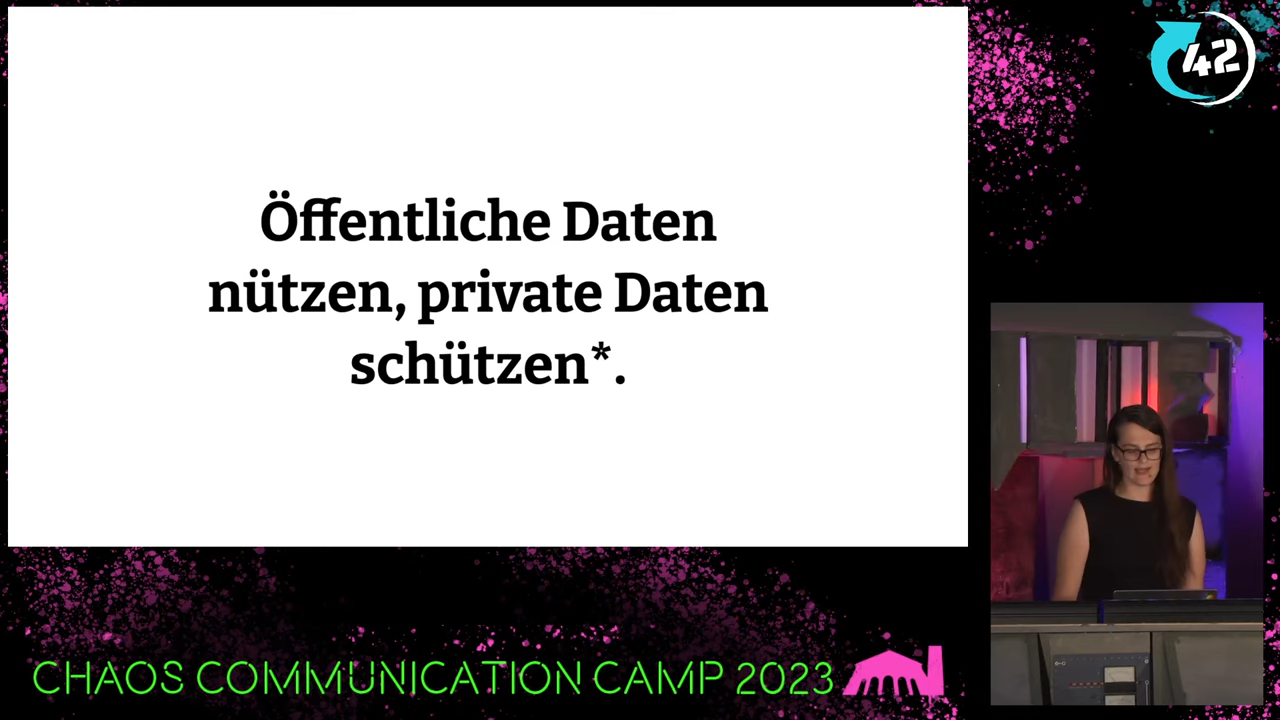 Öffentliche Daten
nützen, private Daten
schützen*.
42
CHAOS COMMUNICATION CAMP 2023